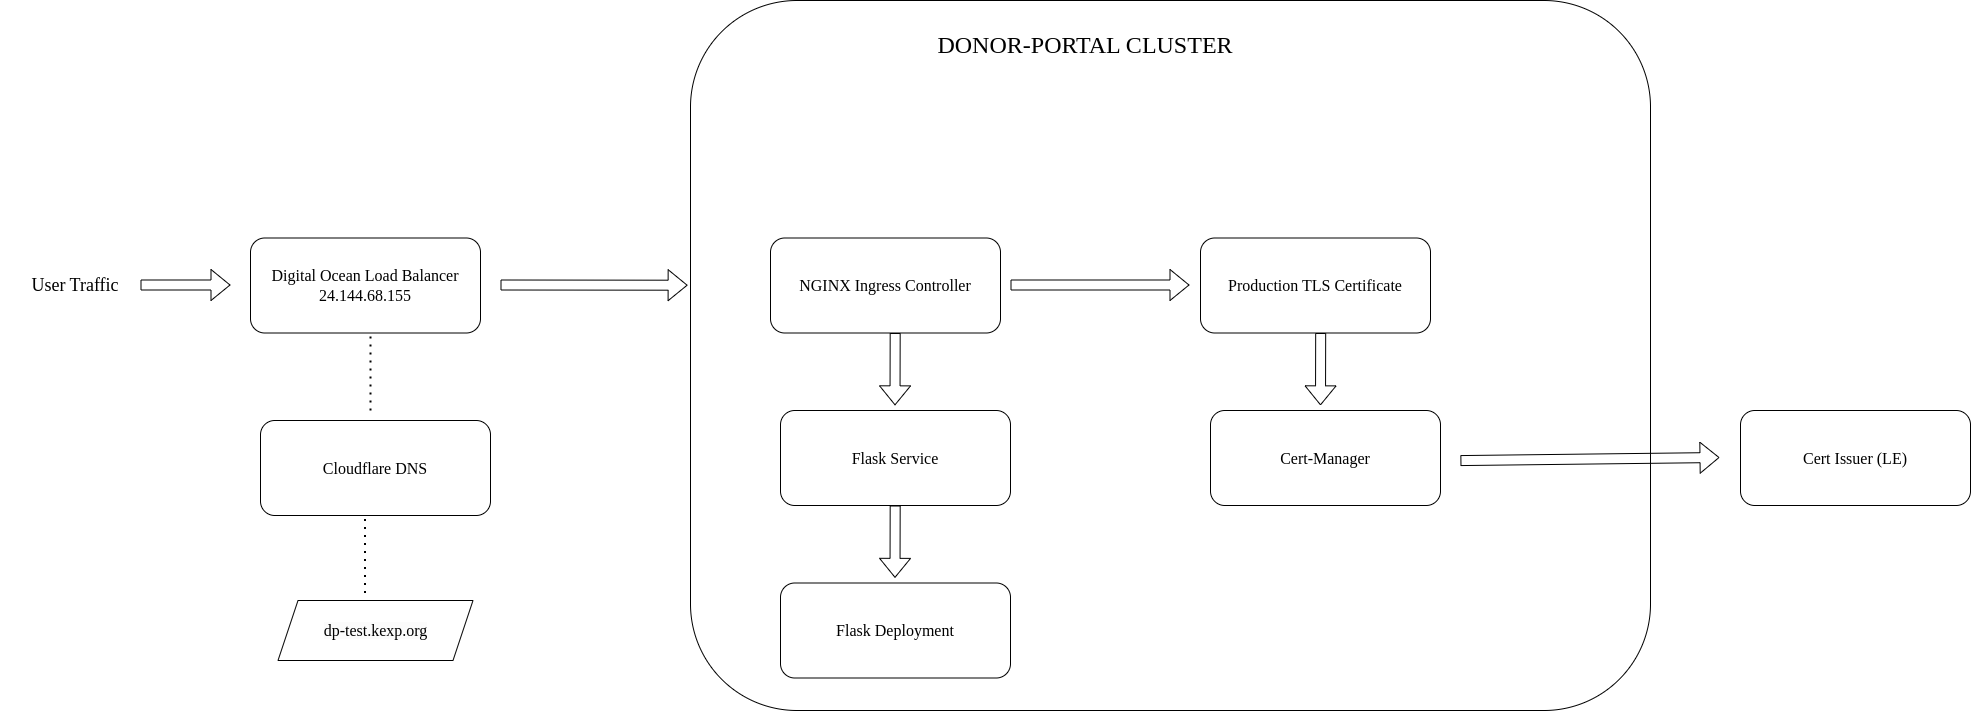 DONOR-PORTAL CLUSTER
User Traffic
Digital Ocean Load Balancer
24.144.68.155
NGINX Ingress Controller
Production TLS Certificate
Cloudflare DNS
Flask Service
Cert-Manager
Cert Issuer (LE)
dp-test.kexp.org
Flask Deployment